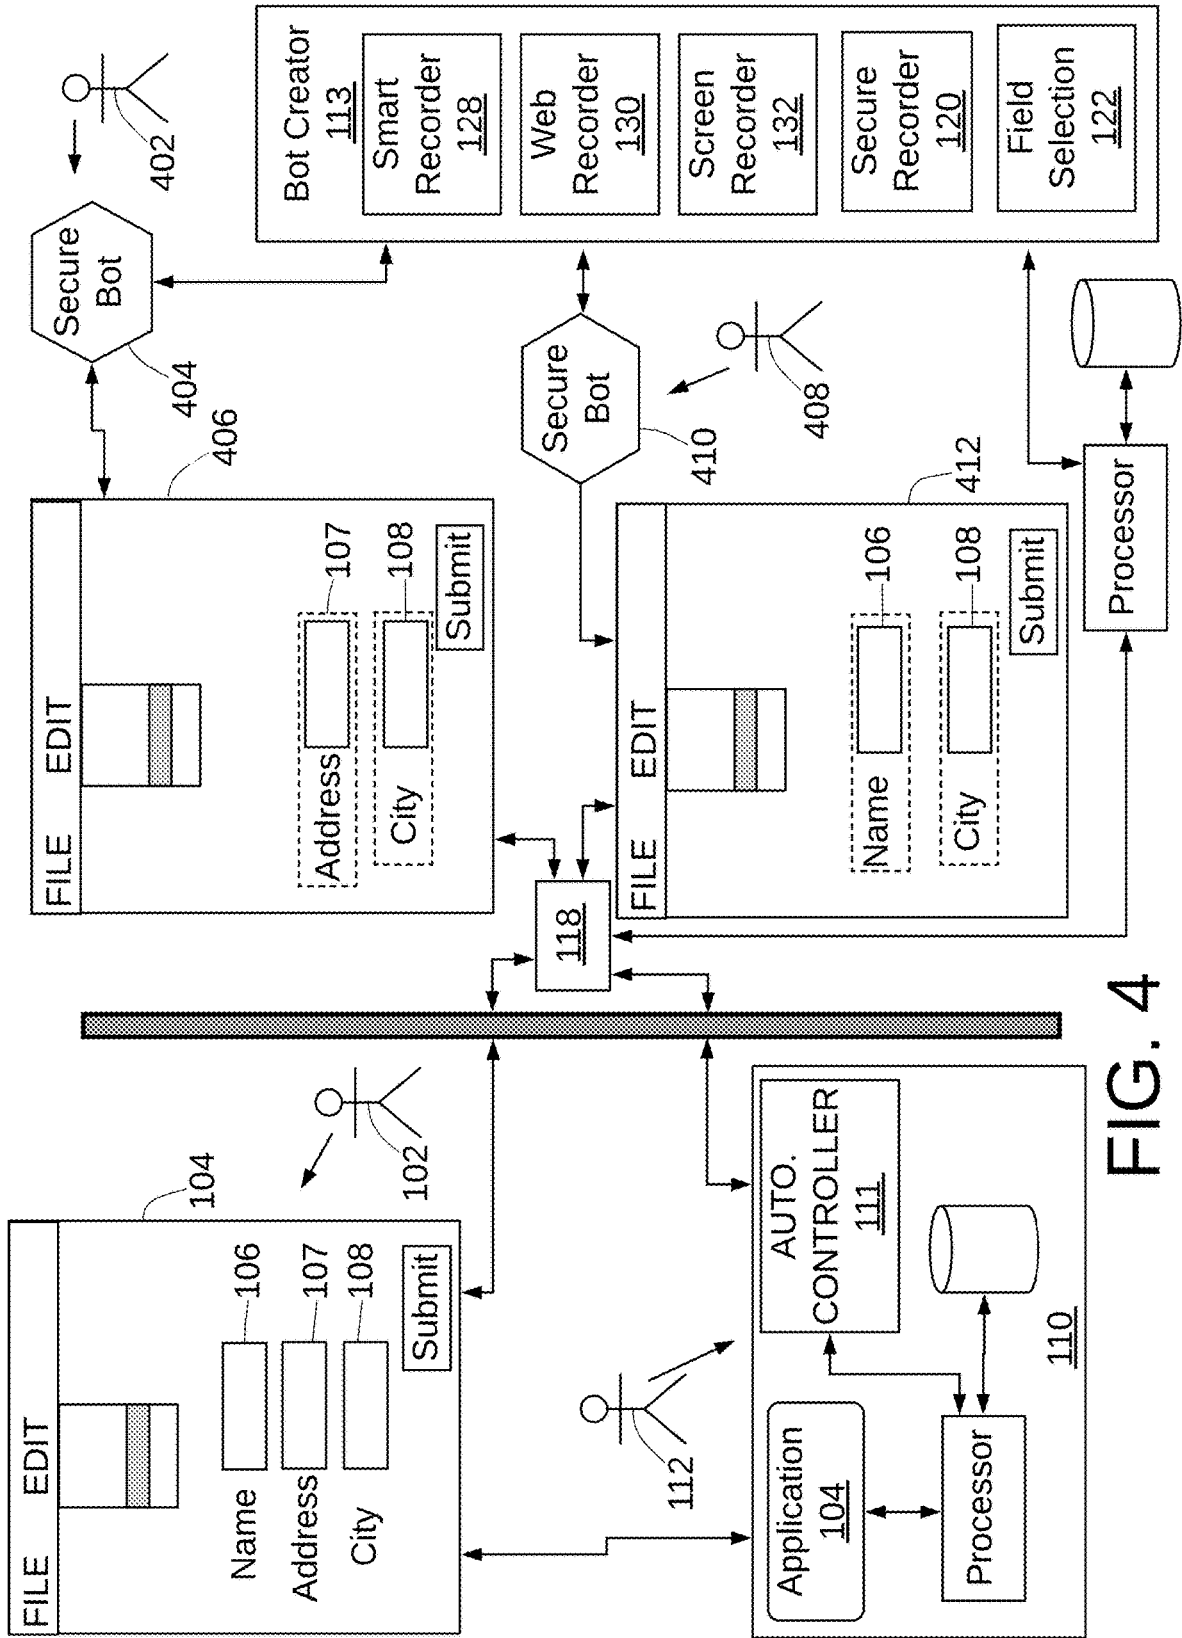 FILE EDIT
104
Name
106
Address
107
City
108
Submit
102
112
Application
104
AUTO.
CONTROLLER
111
Processor
110
118
FILE EDIT
406
Address
107
City
108
Submit
FILE EDIT
412
Name
106
City
108
Submit
Secure
Bot
404
402
Secure
Bot
410
408
Bot Creator
113
Smart
Recorder
128
Web
Recorder
130
Screen
Recorder
132
Secure
Recorder
120
Field
Selection
122
Processor
FIG. 4